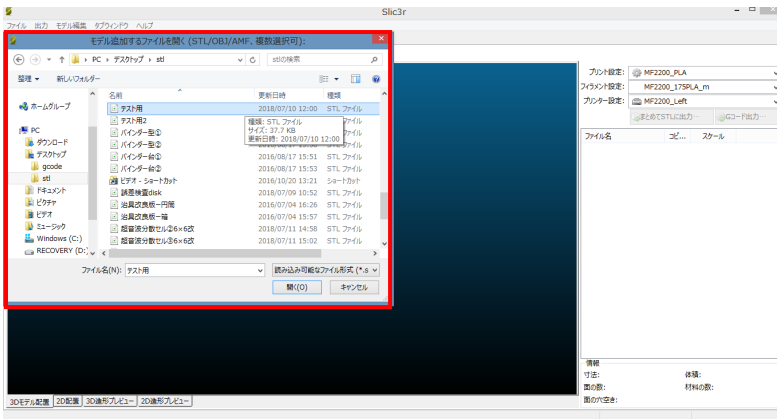 Slic3r
ファイル 出力 モデル編集 タブウィンドウ ヘルプ
モデル追加するファイルを開く(STL/OBJ/AMF、複数選択可):
PC デスクトップ stl
stlの検索
整理 新しいフォルダー
名前 更新日時 種類
ホームグループ
PC
ダウンロード
デスクトップ
gcode
stl
ドキュメント
ピクチャ
ビデオ
ミュージック
Windows (C:)
RECOVERY (D:)
テスト用 2018/07/10 12:00 STL ファイル
テスト用2
バインダー型①
バインダー型②
バインダー台① 2016/08/17 15:51 STL ファイル
バインダー台② 2016/08/17 15:53 STL ファイル
ビデオ - ショートカット 2016/10/20 13:21 ショートカット
誤差検査disk 2018/07/09 10:52 STL ファイル
治具改良版-円筒 2018/07/04 16:26 STL ファイル
治具改良版-箱 2018/07/04 15:57 STL ファイル
超音波分散セル②6×6改 2018/07/11 14:58 STL ファイル
超音波分散セル③6×6改 2018/07/11 15:02 STL ファイル
種類: STL ファイル
サイズ: 37.7 KB
更新日時: 2018/07/10 12:00
ファイル名(N): テスト用
読み込み可能なファイル形式 (*.s
開く(O) キャンセル
プリント設定: MF2200_PLA
フィラメント設定: MF2200_175PLA_m
プリンター設定: MF2200_Left
まとめてSTLに出力… Gコード出力…
ファイル名 コピ... スケール
情報
寸法: 体積:
面の数: 材料の数:
面の穴空き:
3Dモデル配置 2D配置 3D造形プレビュー 2D造形プレビュー